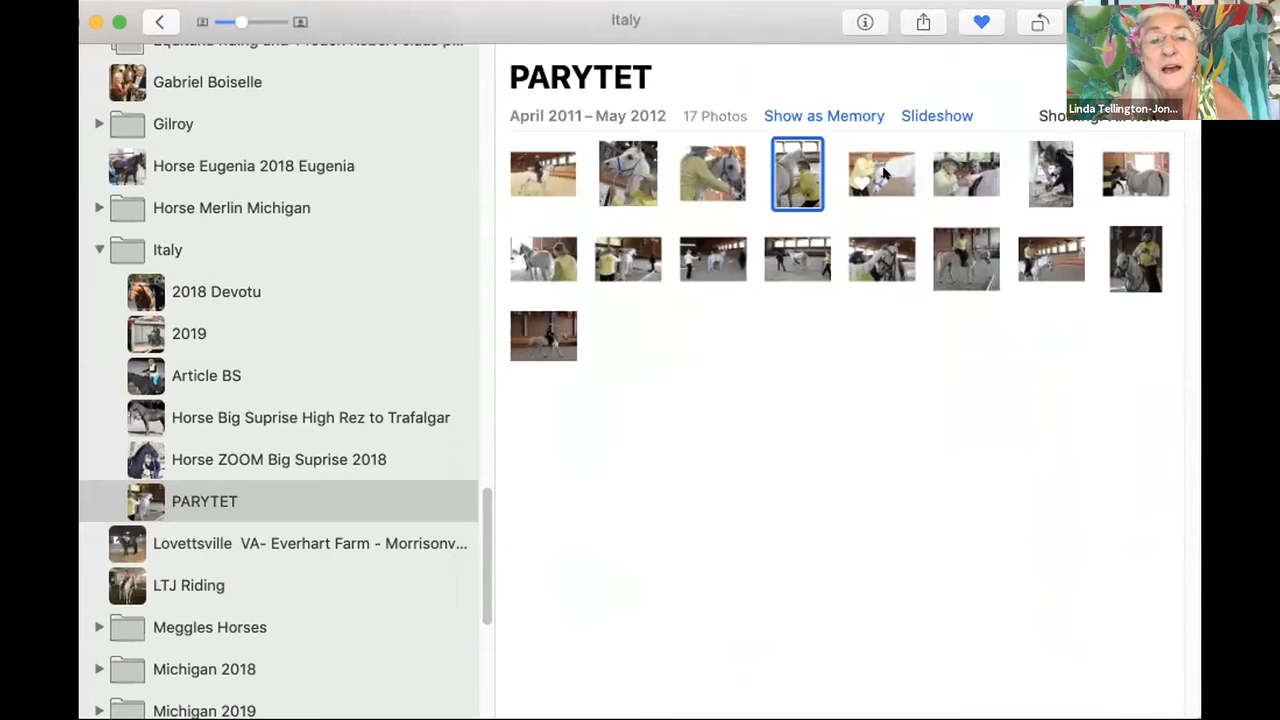 Italy
Linda Tellington-Jon...
Gabriel Boiselle
Gilroy
Horse Eugenia 2018 Eugenia
Horse Merlin Michigan
Italy
2018 Devotu
2019
Article BS
Horse Big Suprise High Rez to Trafalgar
Horse ZOOM Big Suprise 2018
PARYTET
Lovettsville VA- Everhart Farm - Morrisonv...
LTJ Riding
Meggles Horses
Michigan 2018
Michigan 2019
PARYTET
April 2011 – May 2012 17 Photos Show as Memory Slideshow